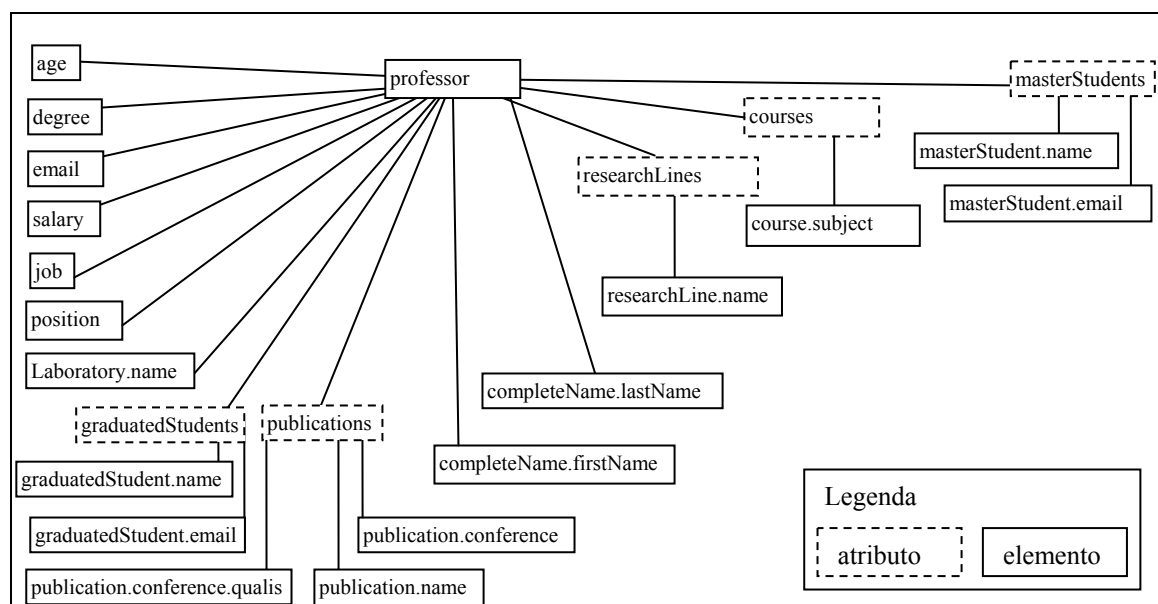 age
professor
masterStudents
degree
courses
masterStudent.name
email
researchLines
masterStudent.email
salary
course.subject
job
researchLine.name
position
Laboratory.name
completeName.lastName
graduatedStudents
publications
completeName.firstName
graduatedStudent.name
Legenda
graduatedStudent.email
publication.conference
atributo
elemento
publication.conference.qualis
publication.name